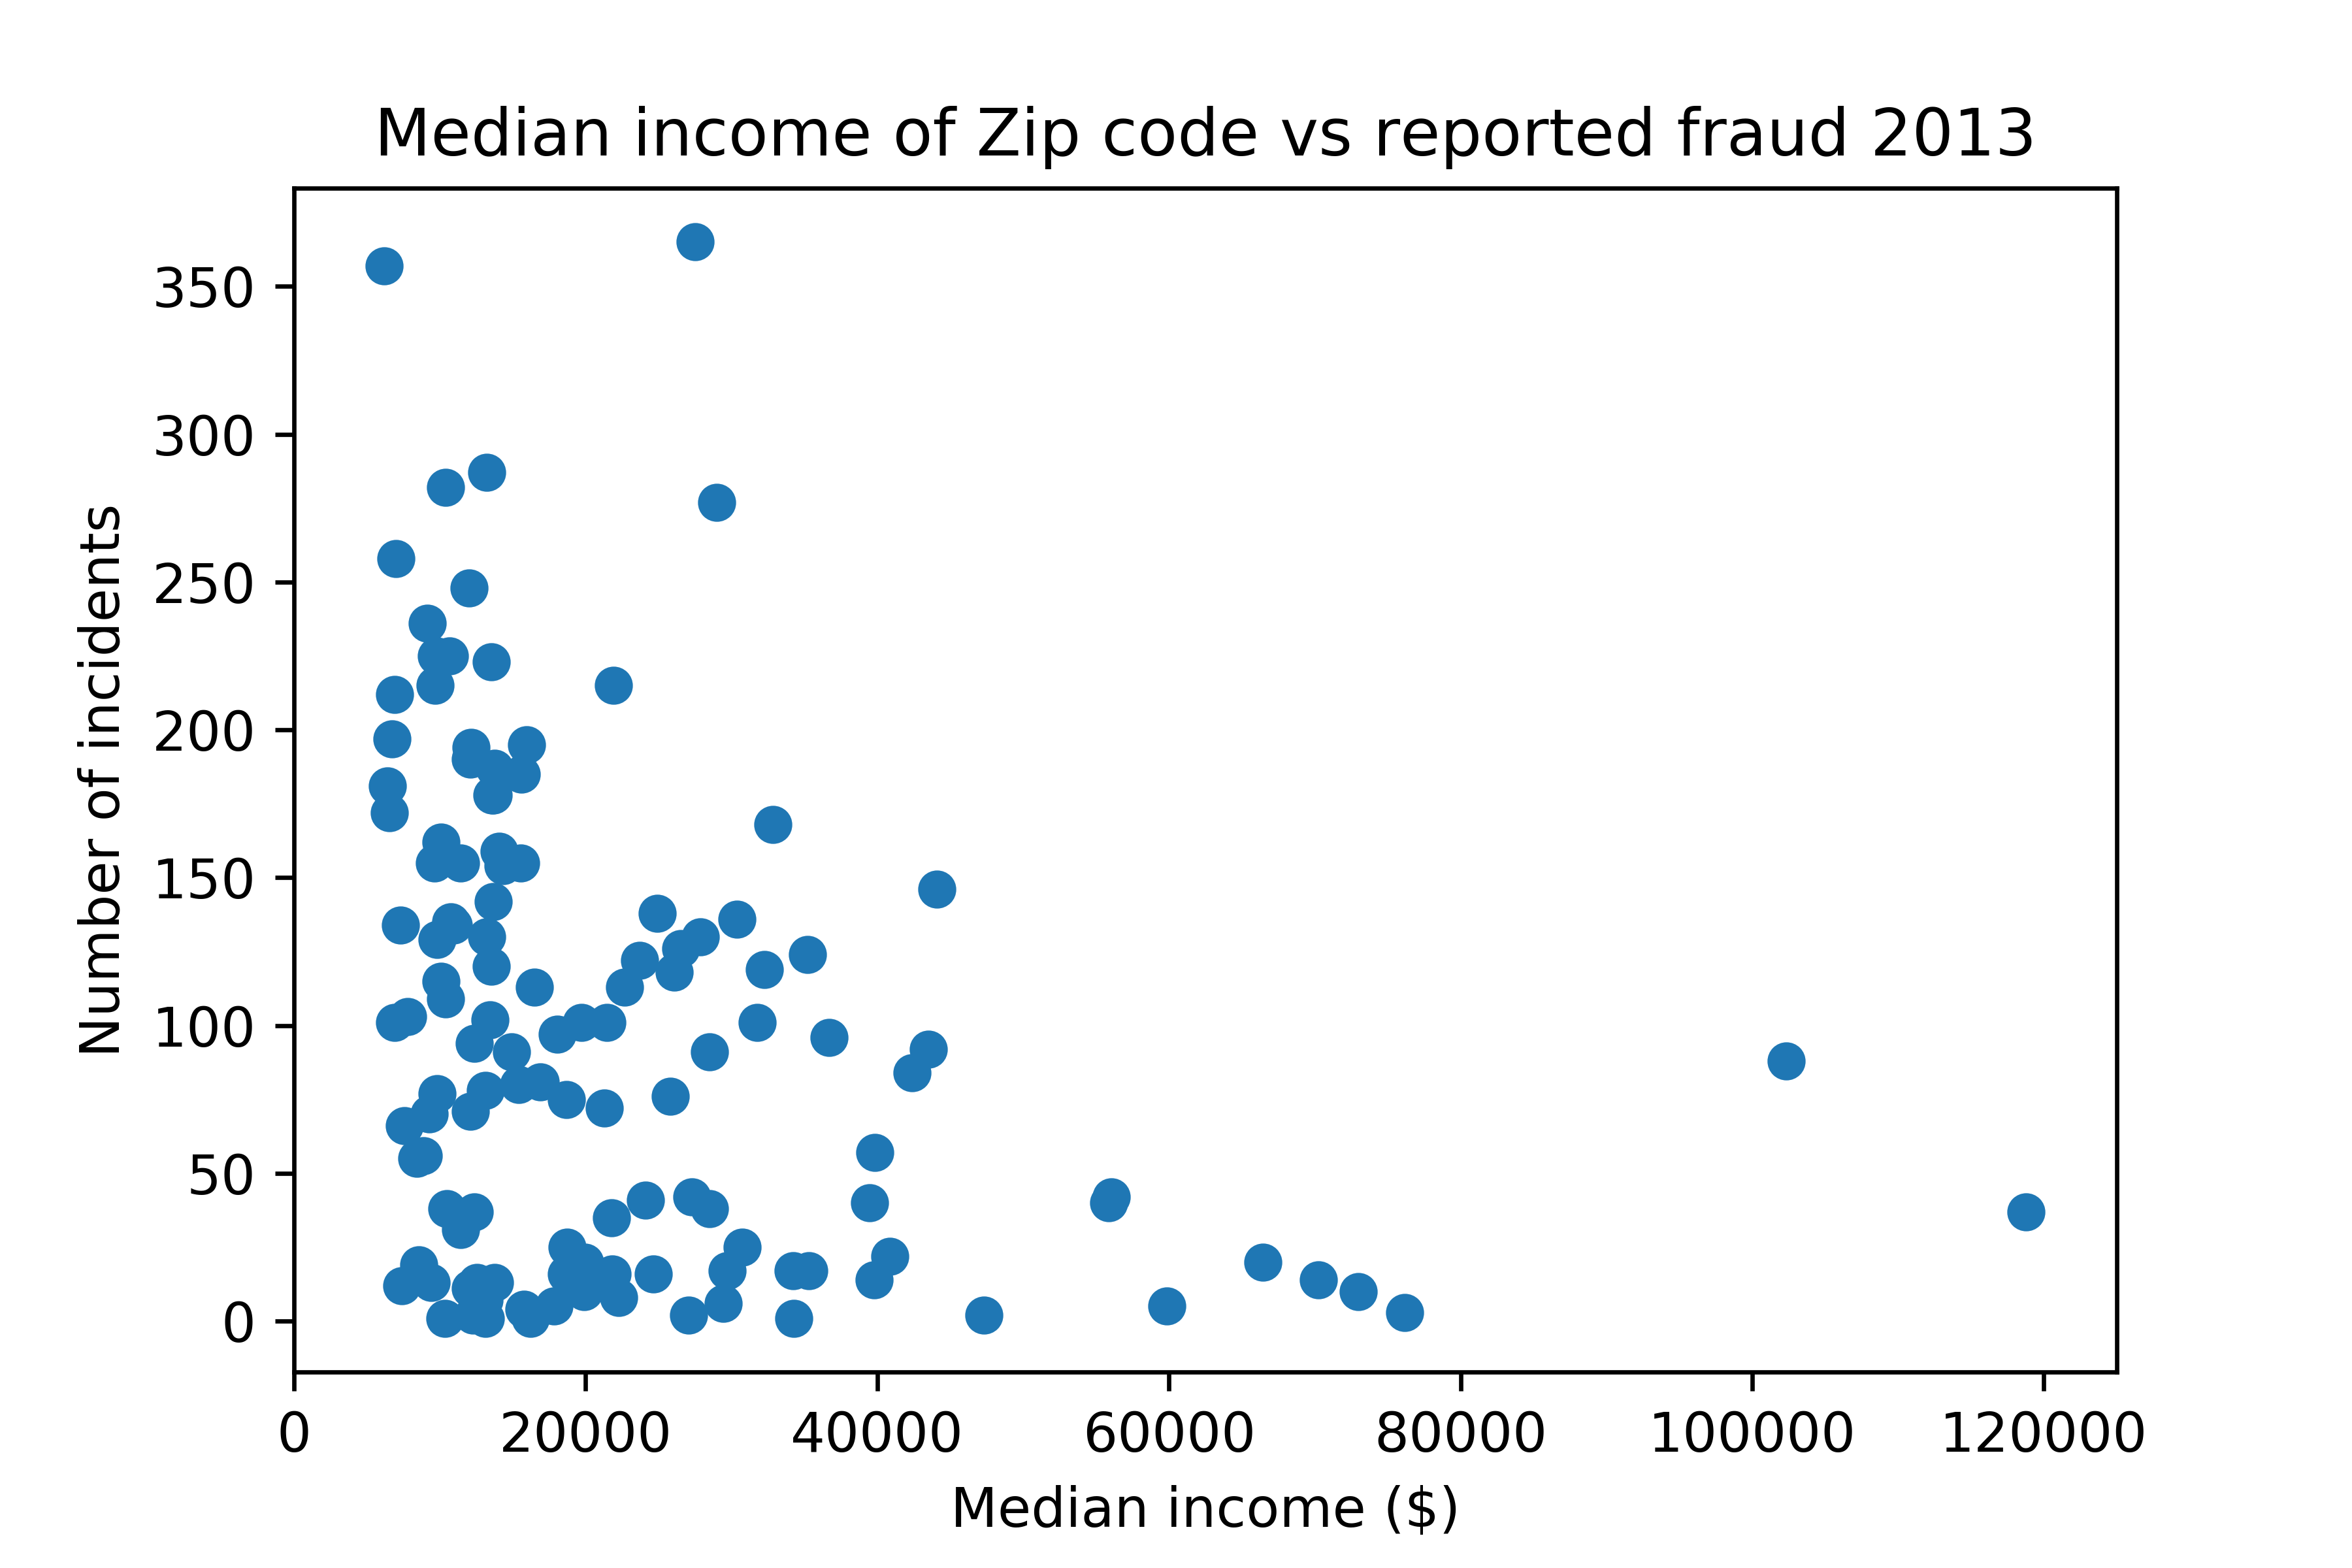 Median income of Zip code vs reported fraud 2013
350
300
250
200
150
100
50
0
Number of incidents
0 20000 40000 60000 80000 100000 120000
Median income ($)